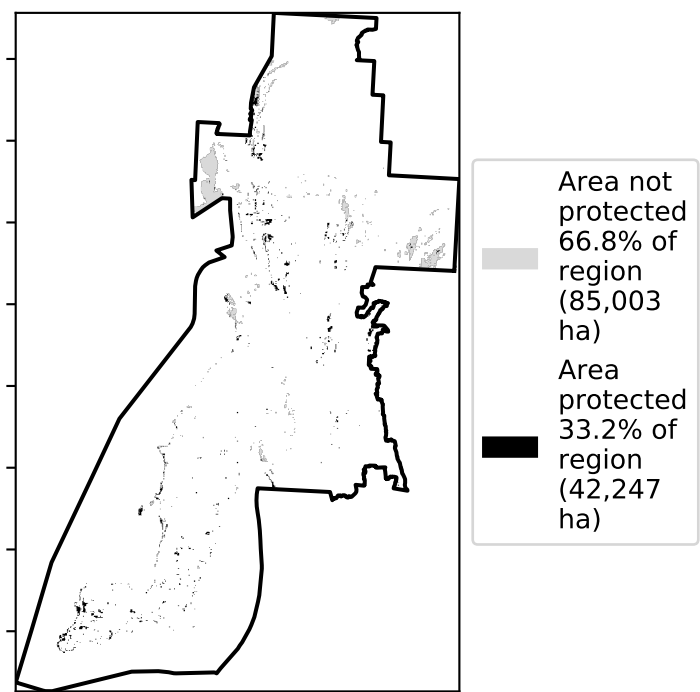 Area not
protected
66.8% of
region
(85,003
ha)
Area
protected
33.2% of
region
(42,247
ha)